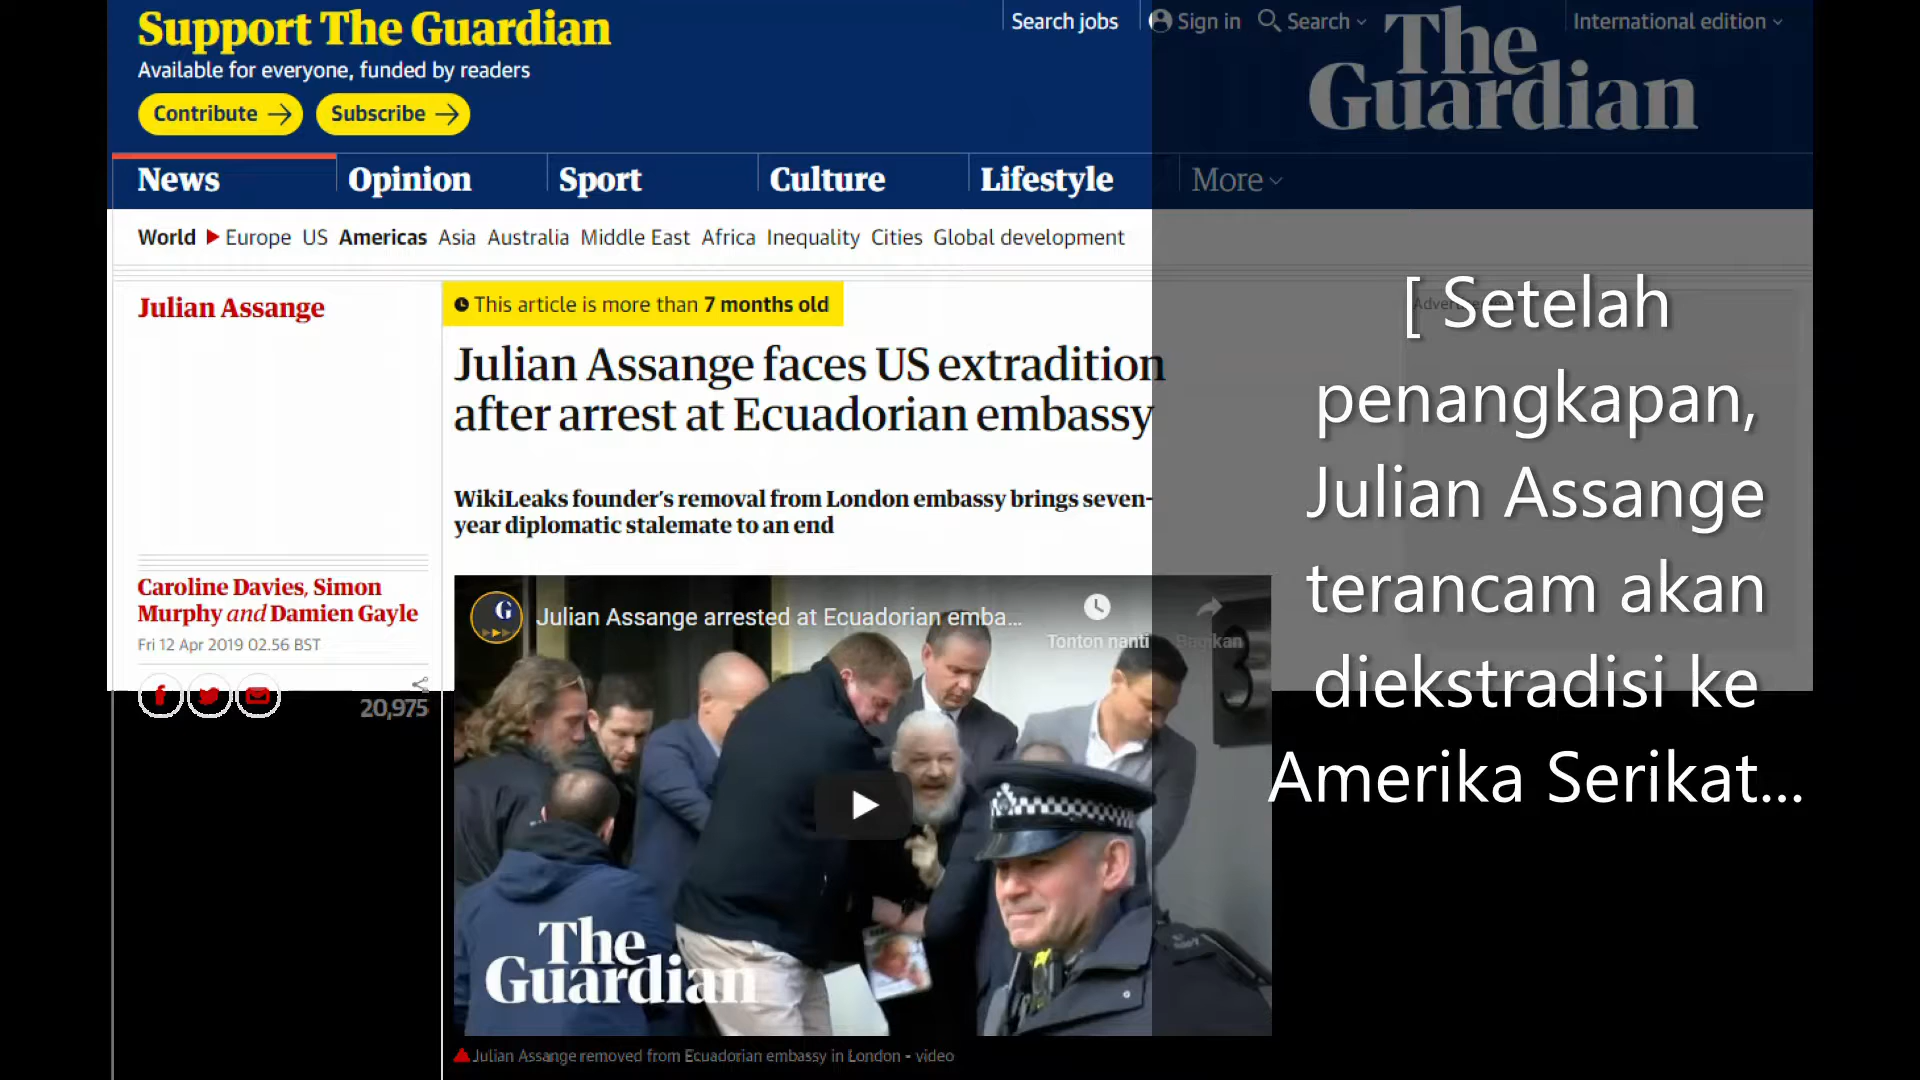 Support The Guardian
Available for everyone, funded by readers
Contribute
Subscribe
Search jobs
Sign in
Search
International edition
The
Guardian
News
Opinion
Sport
Culture
Lifestyle
More
World Europe US Americas Asia Australia Middle East Africa Inequality Cities Global development
Julian Assange
This article is more than 7 months old
Julian Assange faces US extradition
after arrest at Ecuadorian embassy
WikiLeaks founder's removal from London embassy brings seven-
year diplomatic stalemate to an end
Caroline Davies, Simon
Murphy and Damien Gayle
Fri 12 Apr 2019 02.56 BST
20,975
G
Julian Assange arrested at Ecuadorian emba...
Tonton nanti
Bagikan
3
The
Guardian
Julian Assange removed from Ecuadorian embassy in London - video
[ Setelah
penangkapan,
Julian Assange
terancam akan
diekstradisi ke
Amerika Serikat...